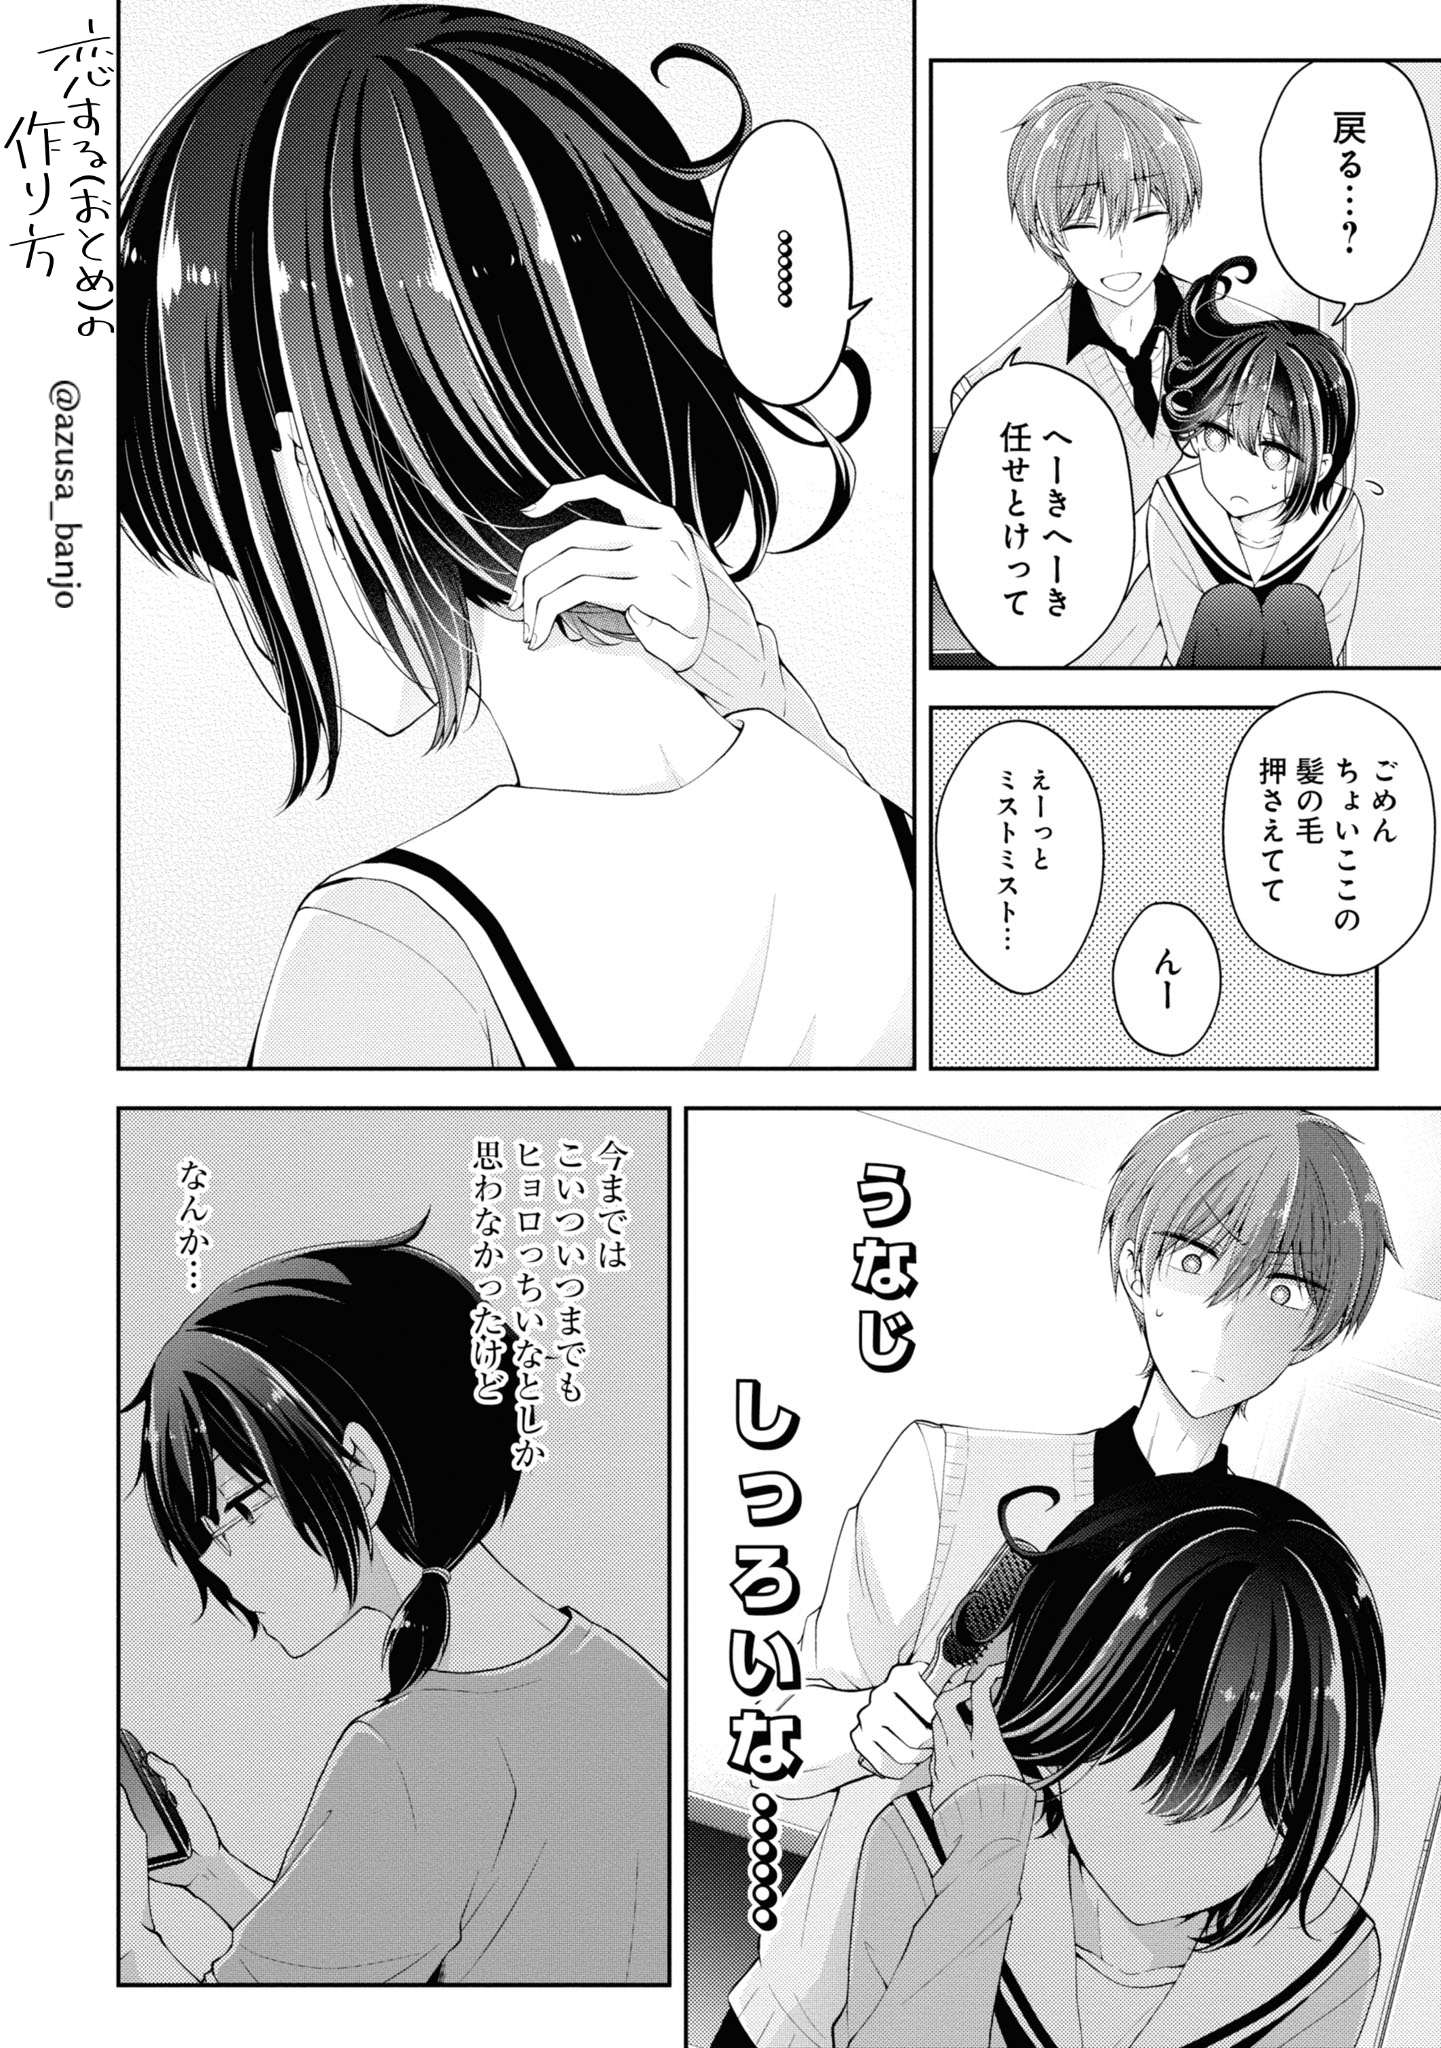 恋する(おとめ)の
作り方
@azusa_banjo
戻る…?
へーきへーき
任せとけって
ごめん
ちょいここの
髪の毛
押さえてて
んー
えーっと
ミストミスト…
……
うなじ
しっろいな……
今までは
こいついつまでも
ヒョロっちいなとしか
思わなかったけど
なんか…